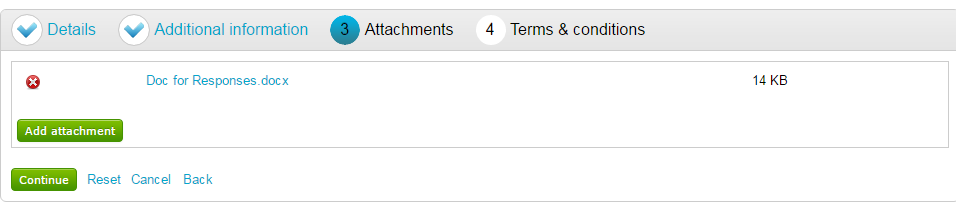 Details Additional information 3 Attachments 4 Terms & conditions
Doc for Responses.docx 14 KB
Add attachment
Continue Reset Cancel Back